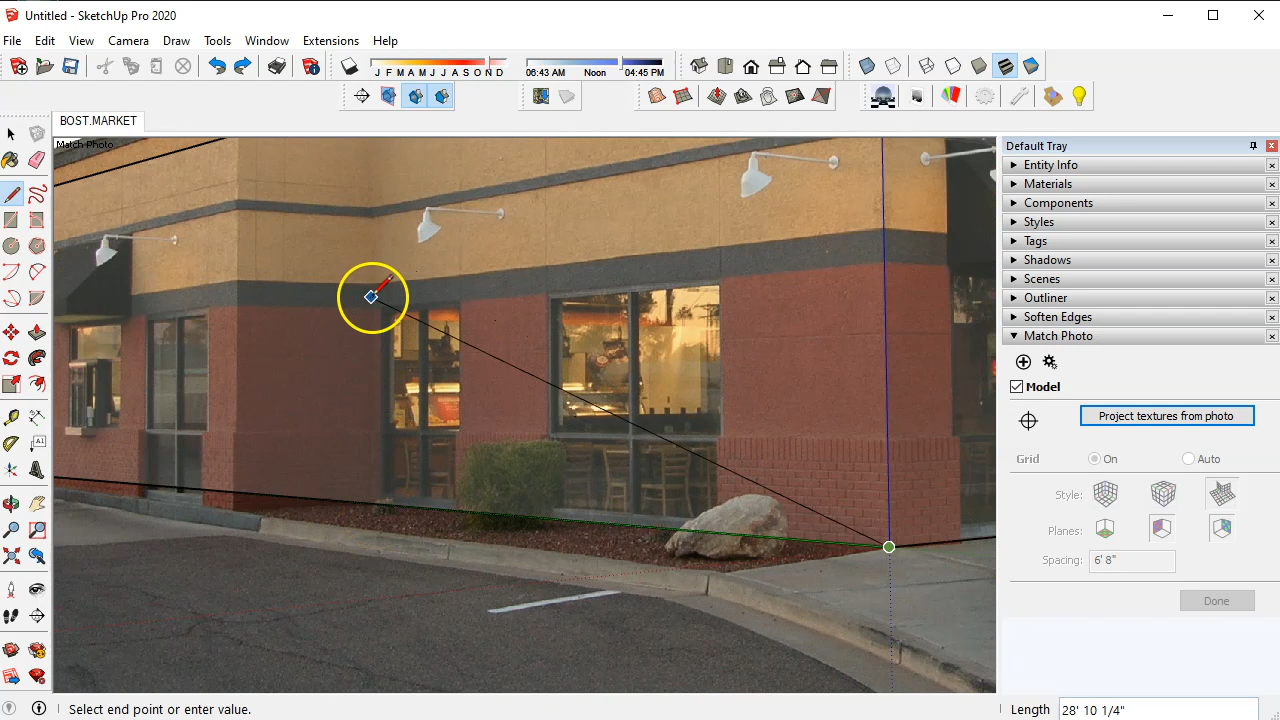 Untitled - SketchUp Pro 2020
File Edit View Camera Draw Tools Window Extensions Help
J F M A M J J A S O N D 06:43 AM Noon 04:45 PM
BOST.MARKET
Match Photo
Default Tray
Entity Info
Materials
Components
Styles
Tags
Shadows
Scenes
Outliner
Soften Edges
Match Photo
Model
Project textures from photo
Grid On Auto
Style:
Planes:
Spacing: 6' 8"
Done
Select end point or enter value. Length 28' 10 1/4"